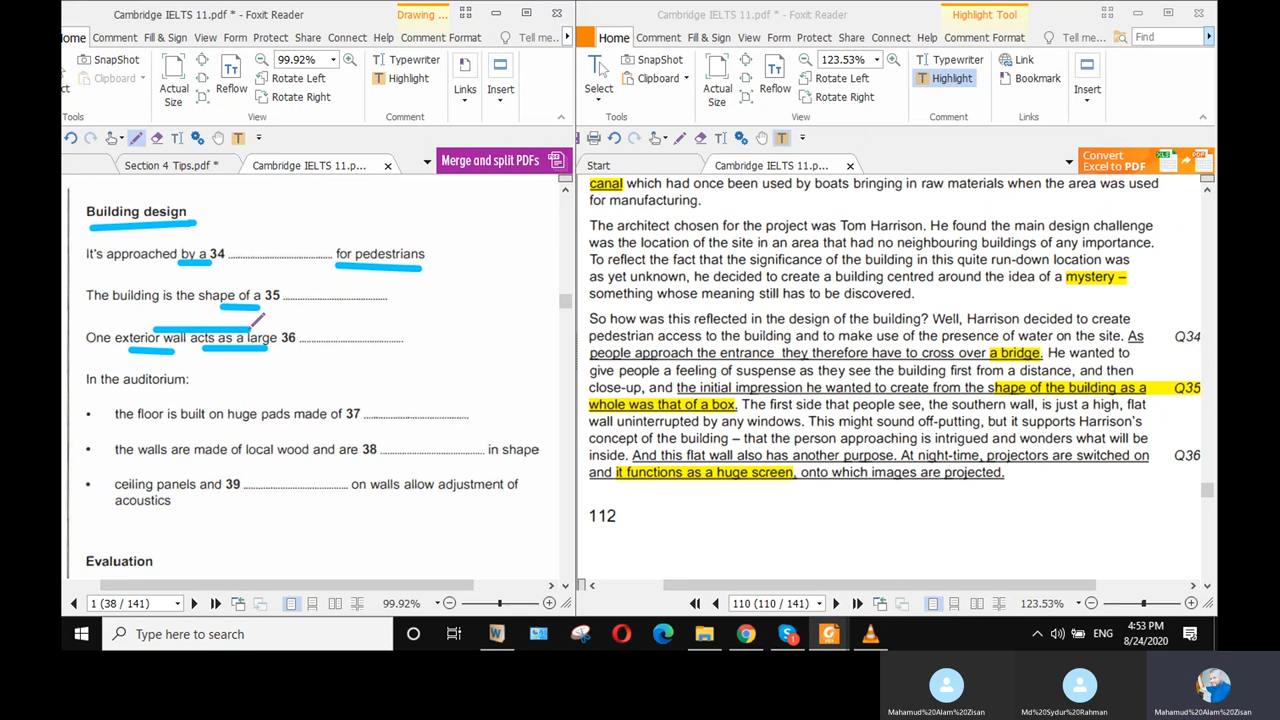 Cambridge IELTS 11.pdf * - Foxit Reader
Drawing ...
Home Comment Fill & Sign View Form Protect Share Connect Help Comment Format Tell me...
SnapShot
Clipboard
Tools
Actual Size
Reflow
99.92%
Rotate Left
Rotate Right
View
Typewriter
Highlight
Comment
Links
Insert
Section 4 Tips.pdf *
Cambridge IELTS 11.p...
Merge and split PDFs
Building design
It's approached by a 34 ................................ for pedestrians
The building is the shape of a 35 ................................
One exterior wall acts as a large 36 ................................
In the auditorium:
• the floor is built on huge pads made of 37 ................................
• the walls are made of local wood and are 38 ................................ in shape
• ceiling panels and 39 ................................ on walls allow adjustment of
acoustics
Evaluation
1 (38 / 141)
99.92%
Cambridge IELTS 11.pdf * - Foxit Reader
Highlight Tool
Home Comment Fill & Sign View Form Protect Share Connect Help Comment Format Tell me...
Find
Select
SnapShot
Clipboard
Tools
Actual Size
Reflow
123.53%
Rotate Left
Rotate Right
View
Typewriter
Highlight
Comment
Link
Bookmark
Links
Insert
Start
Cambridge IELTS 11.p...
Convert
Excel to PDF
canal which had once been used by boats bringing in raw materials when the area was used
for manufacturing.
The architect chosen for the project was Tom Harrison. He found the main design challenge
was the location of the site in an area that had no neighbouring buildings of any importance.
To reflect the fact that the significance of the building in this quite run-down location was
as yet unknown, he decided to create a building centred around the idea of a mystery –
something whose meaning still has to be discovered.
So how was this reflected in the design of the building? Well, Harrison decided to create
pedestrian access to the building and to make use of the presence of water on the site. As Q34
people approach the entrance they therefore have to cross over a bridge. He wanted to
give people a feeling of suspense as they see the building first from a distance, and then
close-up, and the initial impression he wanted to create from the shape of the building as a Q35
whole was that of a box. The first side that people see, the southern wall, is just a high, flat
wall uninterrupted by any windows. This might sound off-putting, but it supports Harrison's
concept of the building – that the person approaching is intrigued and wonders what will be
inside. And this flat wall also has another purpose. At night-time, projectors are switched on Q36
and it functions as a huge screen, onto which images are projected.
112
110 (110 / 141)
123.53%
Type here to search
ENG
4:53 PM
8/24/2020
Mahamud%20Alam%20Zisan
Md%20Sydur%20Rahman
Mahamud%20Alam%20Zisan